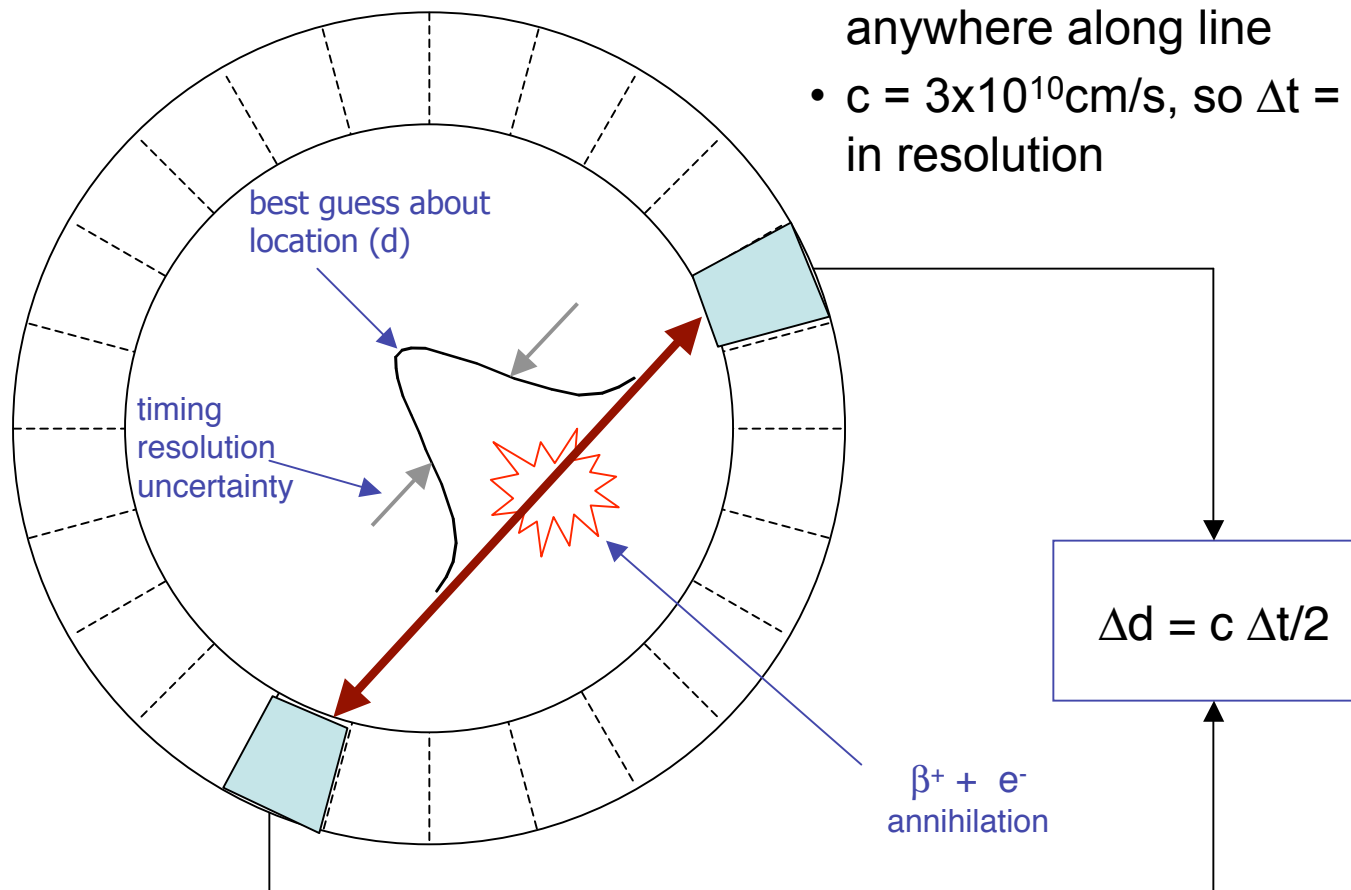 anywhere along line
• c = 3x10¹⁰cm/s, so Δt =
in resolution
best guess about
location (d)
timing
resolution
uncertainty
Δd = c Δt/2
β⁺ + e⁻
annihilation